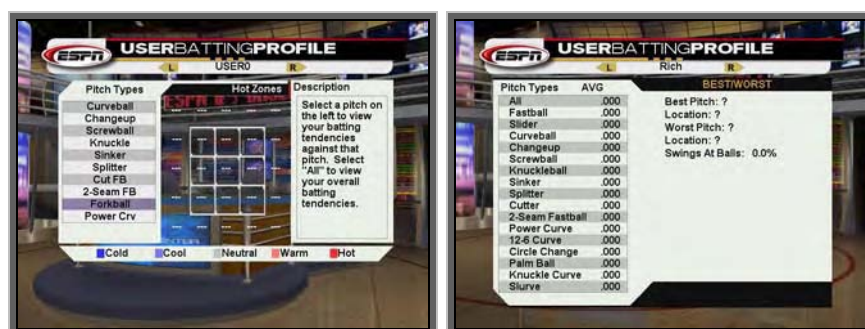 ESPN
USERBATTINGPROFILE
L USER0 R
Pitch Types
Curveball
Changeup
Screwball
Knuckle
Sinker
Splitter
Cut FB
2-Seam FB
Forkball
Power Crv
Hot Zones
Description
Select a pitch on
the left to view
your batting
tendencies
against that
pitch. Select
"All" to view
your overall
batting
tendencies.
Cold Cool Neutral Warm Hot
ESPN
USERBATTINGPROFILE
L Rich R
Pitch Types AVG
All .000
Fastball .000
Slider .000
Curveball .000
Changeup .000
Screwball .000
Knuckleball .000
Sinker .000
Splitter .000
Cutter .000
2-Seam Fastball .000
Power Curve .000
12-6 Curve .000
Circle Change .000
Palm Ball .000
Knuckle Curve .000
Slurve .000
BEST/WORST
Best Pitch: ?
Location: ?
Worst Pitch: ?
Location: ?
Swings At Balls: 0.0%